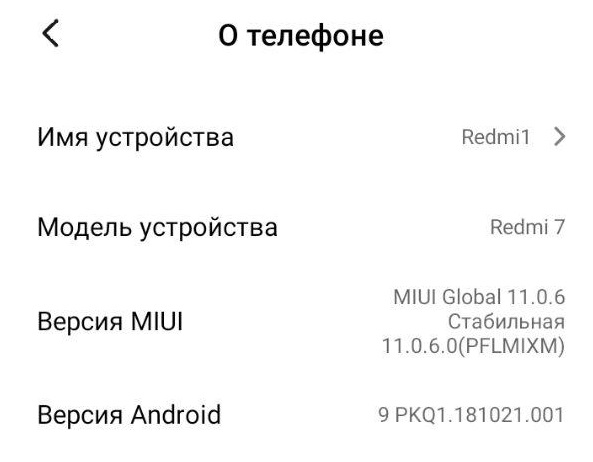 О телефоне
Имя устройства Redmi1
Модель устройства Redmi 7
Версия MIUI
MIUI Global 11.0.6
Стабильная
11.0.6.0(PFLMIXM)
Версия Android 9 PKQ1.181021.001